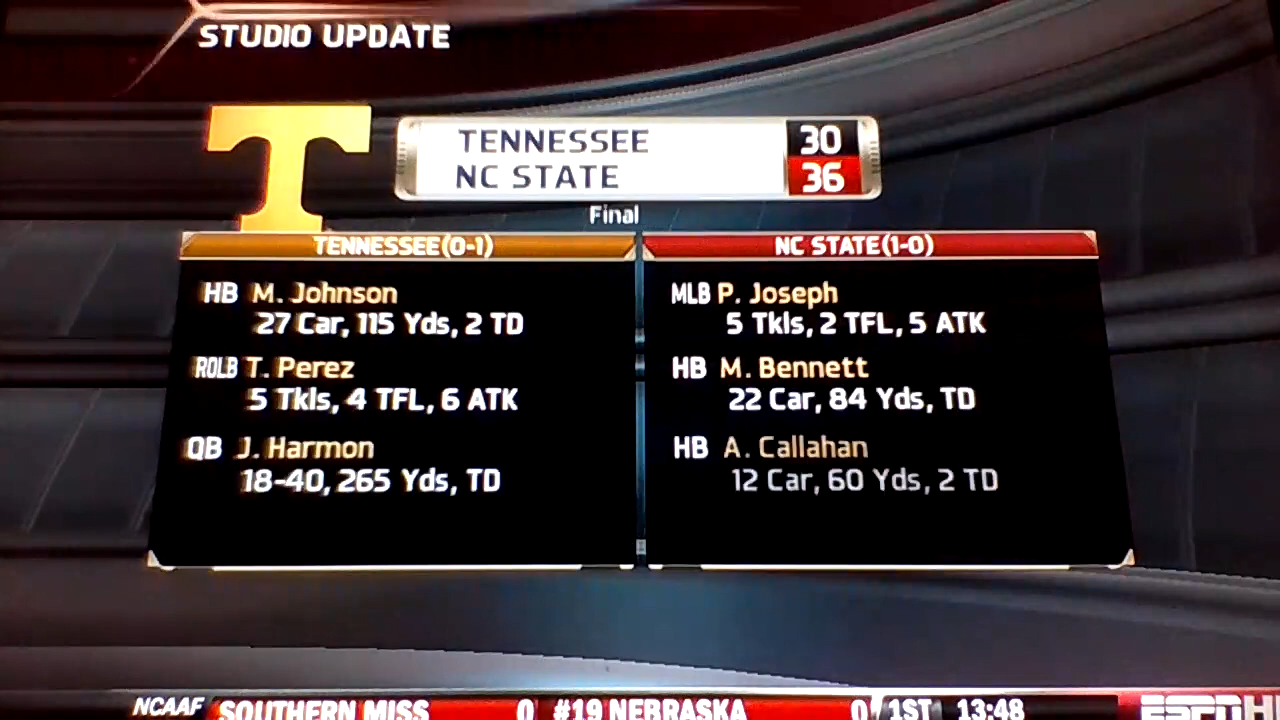 STUDIO UPDATE
T
TENNESSEE 30
NC STATE 36
Final
TENNESSEE(0-1)
HB M. Johnson
27 Car, 115 Yds, 2 TD
ROLB T. Perez
5 Tkls, 4 TFL, 6 ATK
QB J. Harmon
18-40, 265 Yds, TD
NC STATE(1-0)
MLB P. Joseph
5 Tkls, 2 TFL, 5 ATK
HB M. Bennett
22 Car, 84 Yds, TD
HB A. Callahan
12 Car, 60 Yds, 2 TD
NCAAF SOUTHERN MISS 0 #19 NEBRASKA 0 1ST 13:48 ESPN HD